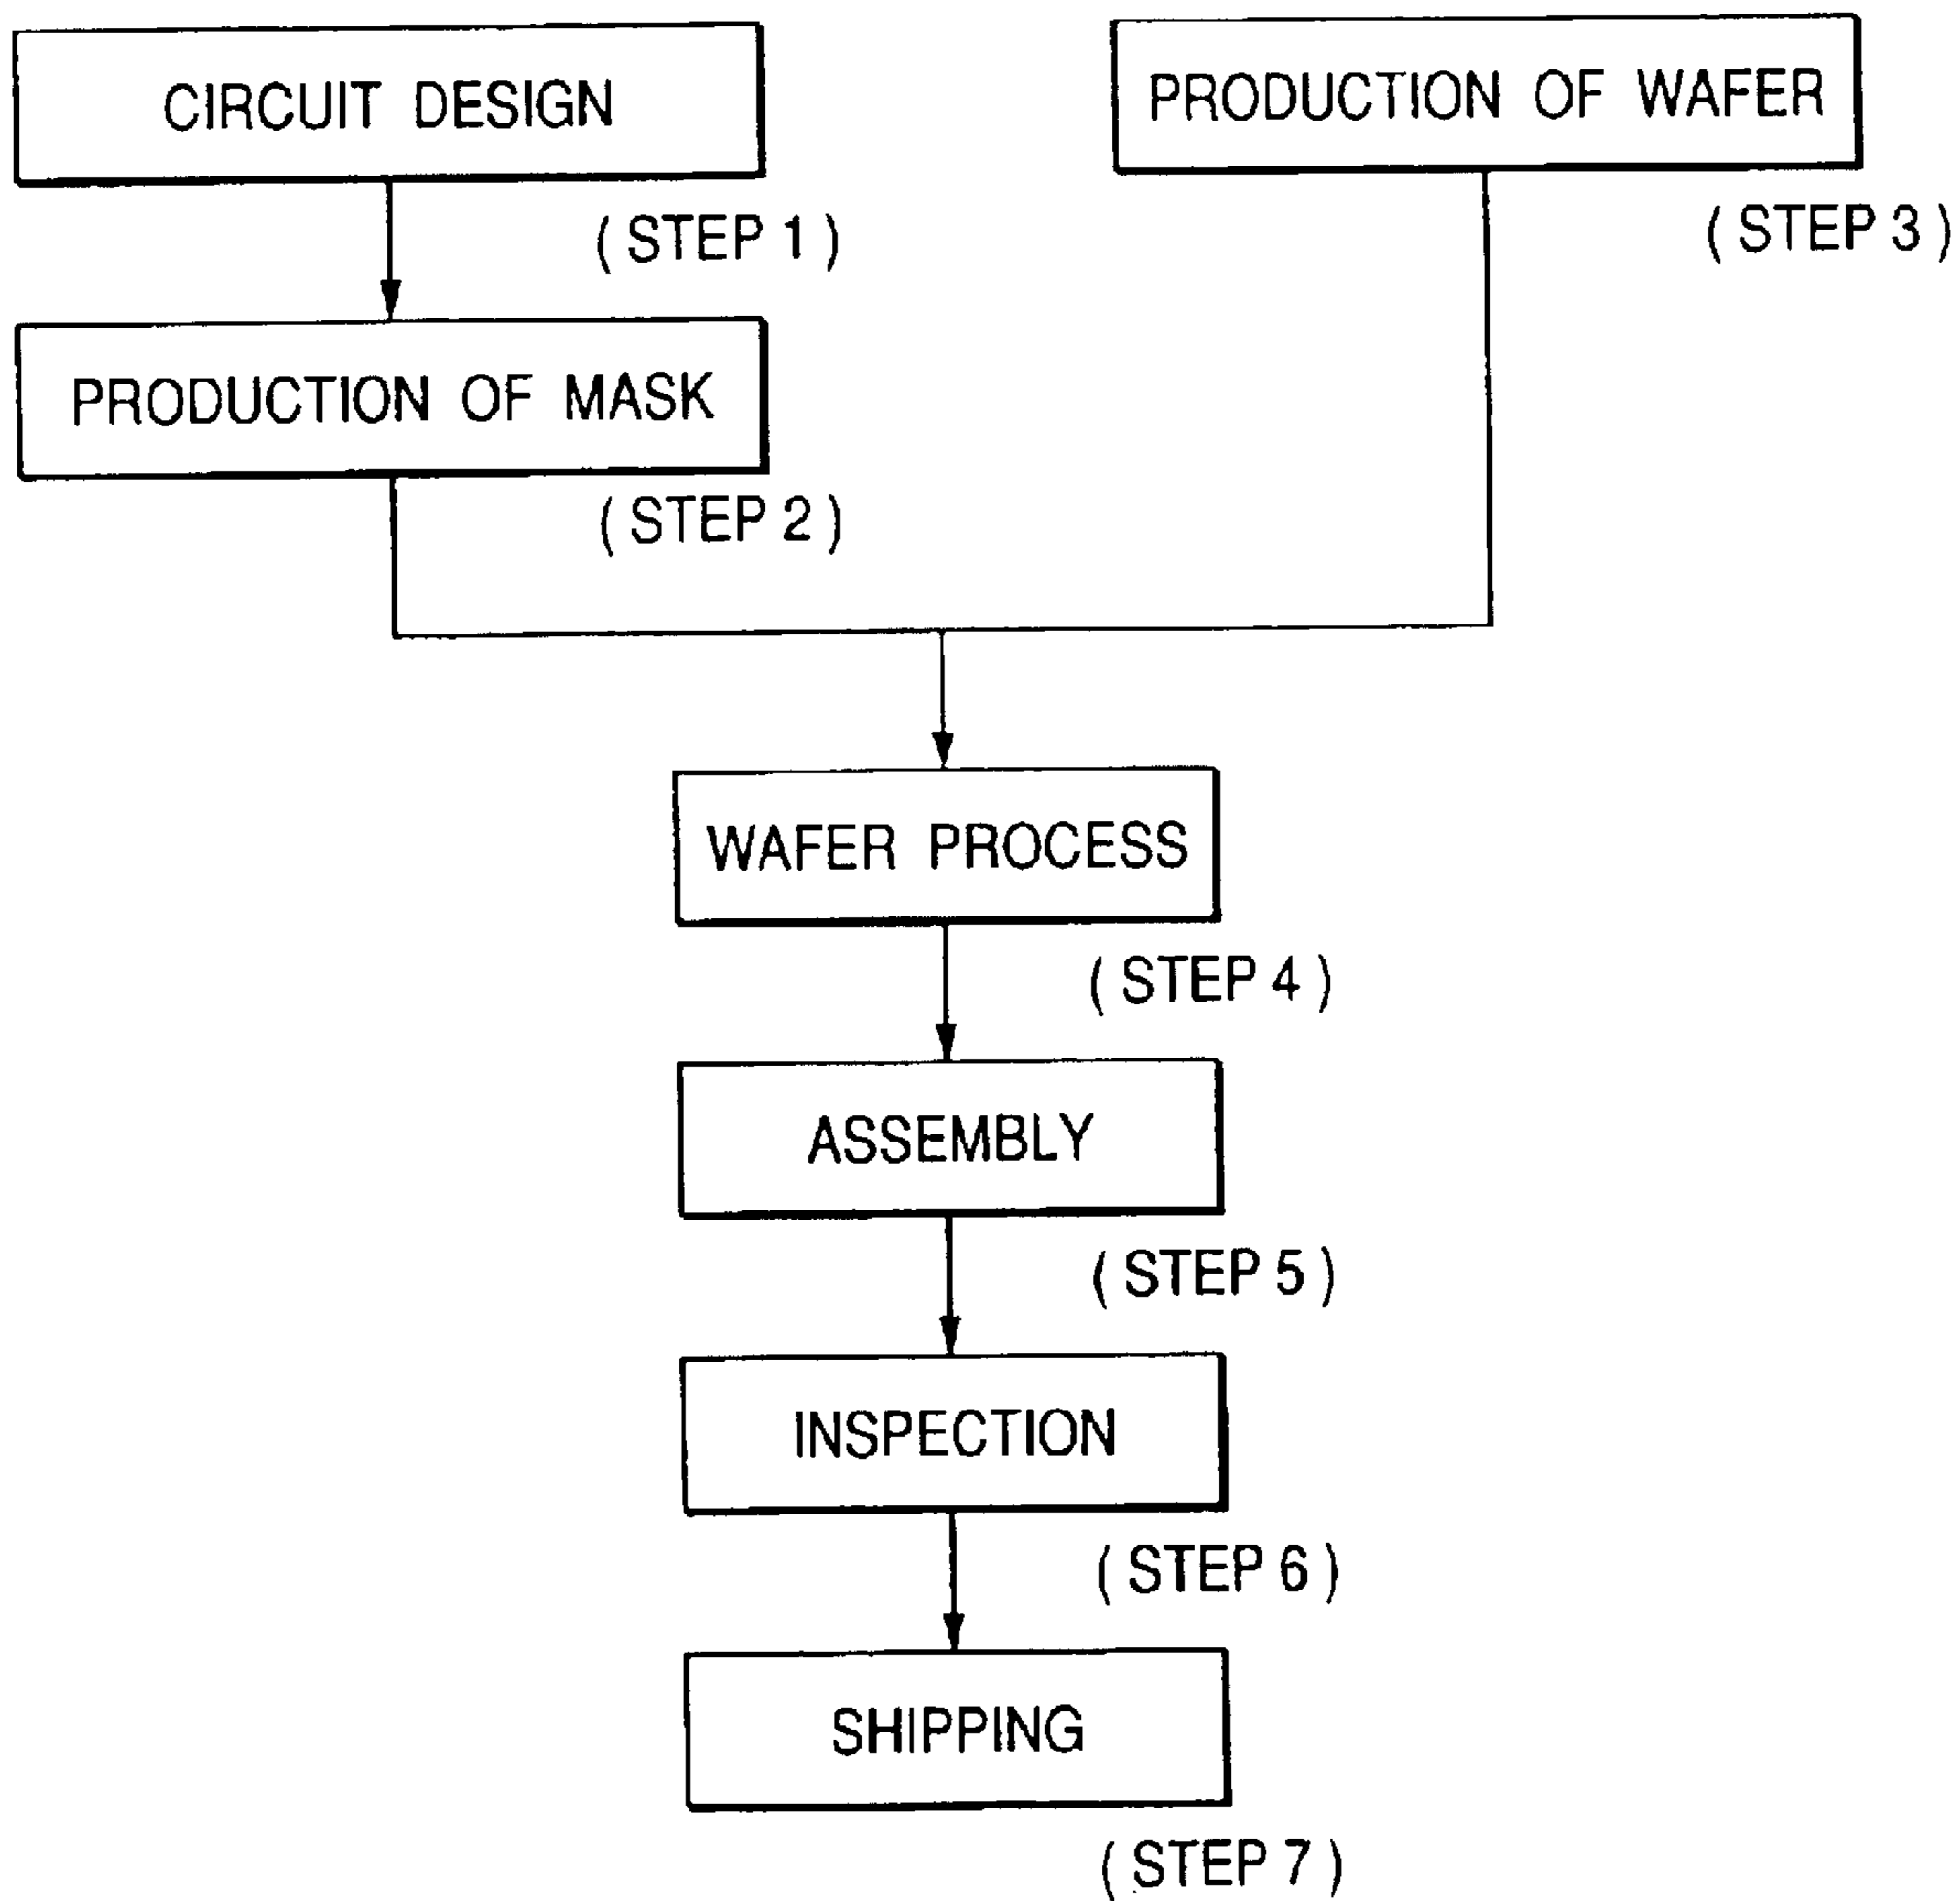 CIRCUIT DESIGN
(STEP 1)
PRODUCTION OF MASK
(STEP 2)
PRODUCTION OF WAFER
(STEP 3)
WAFER PROCESS
(STEP 4)
ASSEMBLY
(STEP 5)
INSPECTION
(STEP 6)
SHIPPING
(STEP 7)